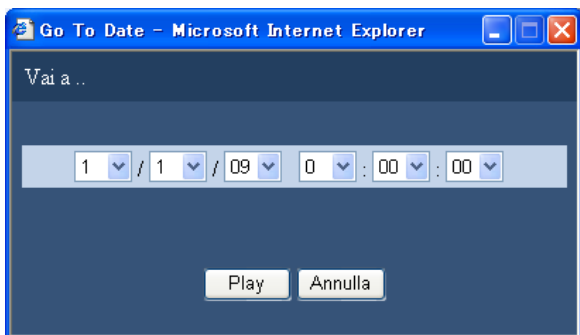 Go To Date - Microsoft Internet Explorer
Vai a ..
1 / 1 / 09 0 : 00 : 00
Play Annulla